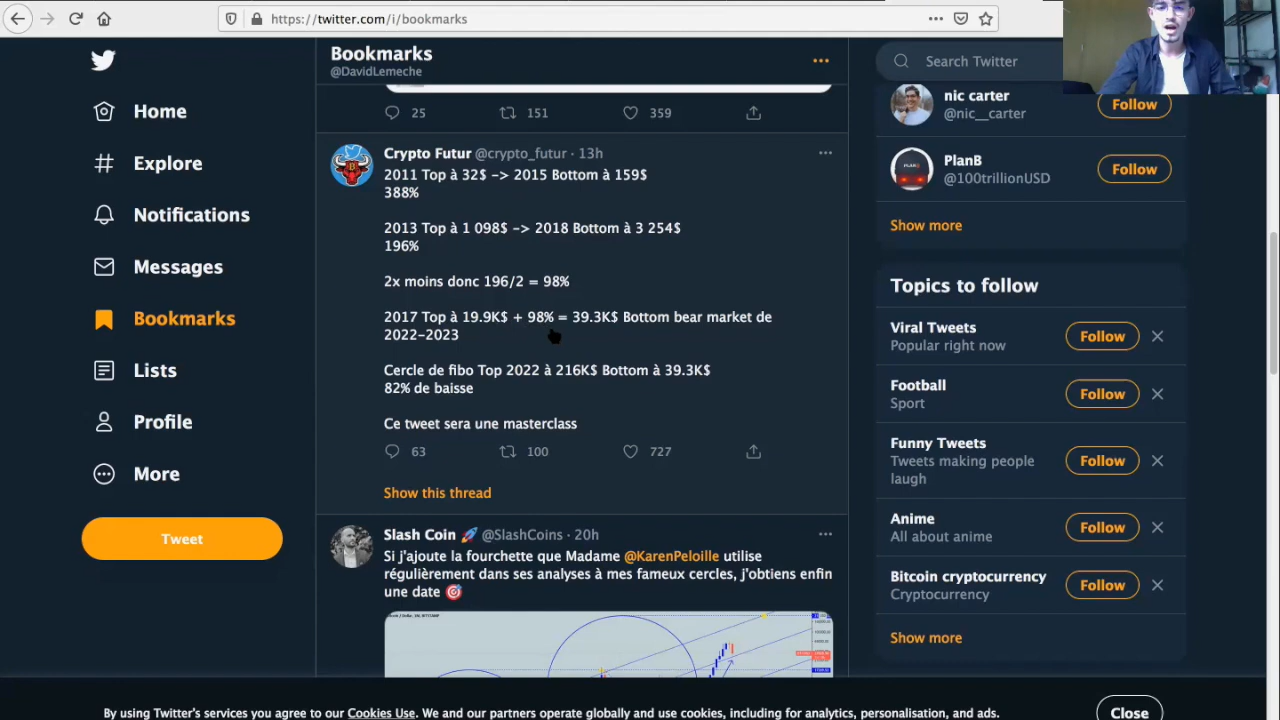 https://twitter.com/i/bookmarks
Home
Explore
Notifications
Messages
Bookmarks
Lists
Profile
More
Tweet
Bookmarks
@DavidLemeche
25 151 359
Crypto Futur @crypto_futur · 13h
2011 Top à 32$ -> 2015 Bottom à 159$
388%
2013 Top à 1 098$ -> 2018 Bottom à 3 254$
196%
2x moins donc 196/2 = 98%
2017 Top à 19.9K$ + 98% = 39.3K$ Bottom bear market de
2022-2023
Cercle de fibo Top 2022 à 216K$ Bottom à 39.3K$
82% de baisse
Ce tweet sera une masterclass
63 100 727
Show this thread
Slash Coin 🚀 @SlashCoins · 20h
Si j'ajoute la fourchette que Madame @KarenPeloille utilise
régulièrement dans ses analyses à mes fameux cercles, j'obtiens enfin
une date 🎯
Search Twitter
nic carter
@nic__carter
Follow
PlanB
@100trillionUSD
Follow
Show more
Topics to follow
Viral Tweets
Popular right now
Follow
Football
Sport
Follow
Funny Tweets
Tweets making people
laugh
Follow
Anime
All about anime
Follow
Bitcoin cryptocurrency
Cryptocurrency
Follow
Show more
By using Twitter's services you agree to our Cookies Use. We and our partners operate globally and use cookies, including for analytics, personalisation, and ads.
Close